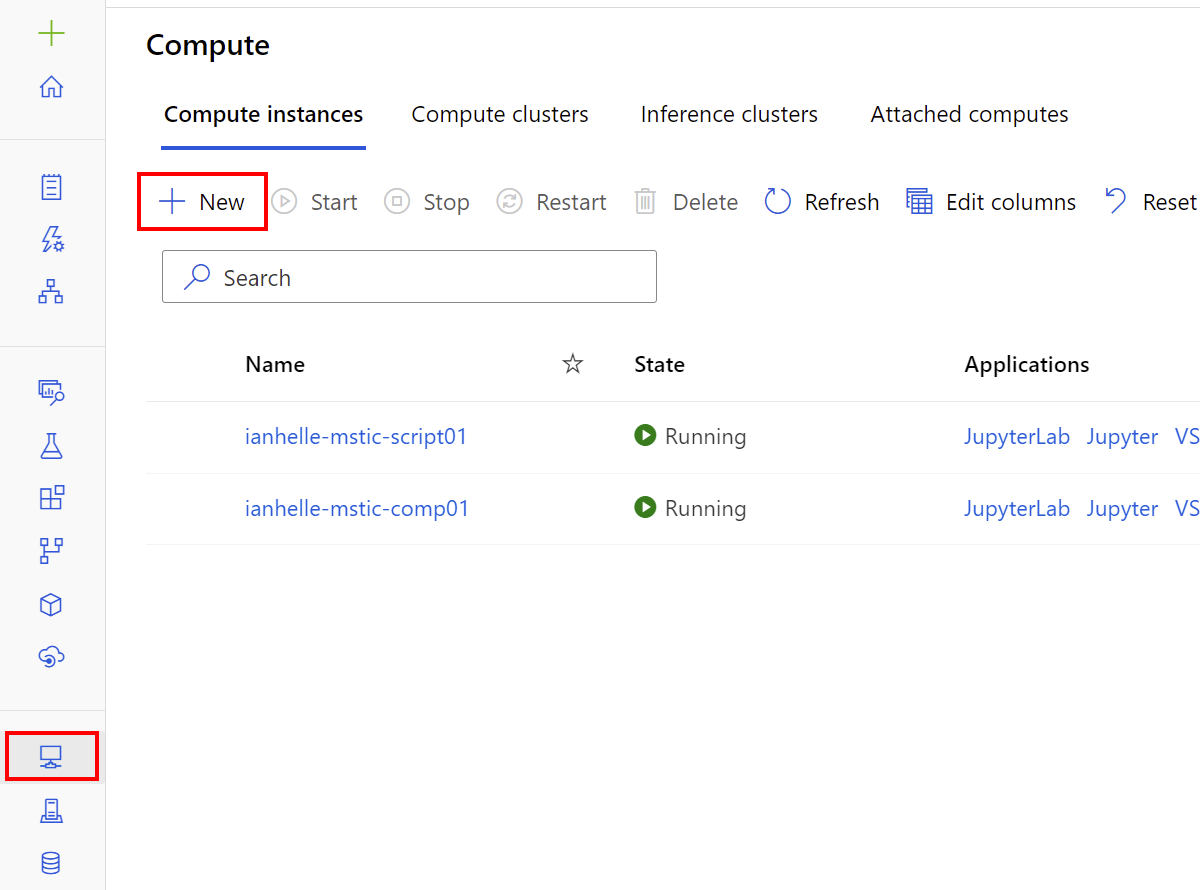 Compute
Compute instances Compute clusters Inference clusters Attached computes
New Start Stop Restart Delete Refresh Edit columns Reset
Search
Name State Applications
ianhelle-mstic-script01 Running JupyterLab Jupyter VS
ianhelle-mstic-comp01 Running JupyterLab Jupyter VS